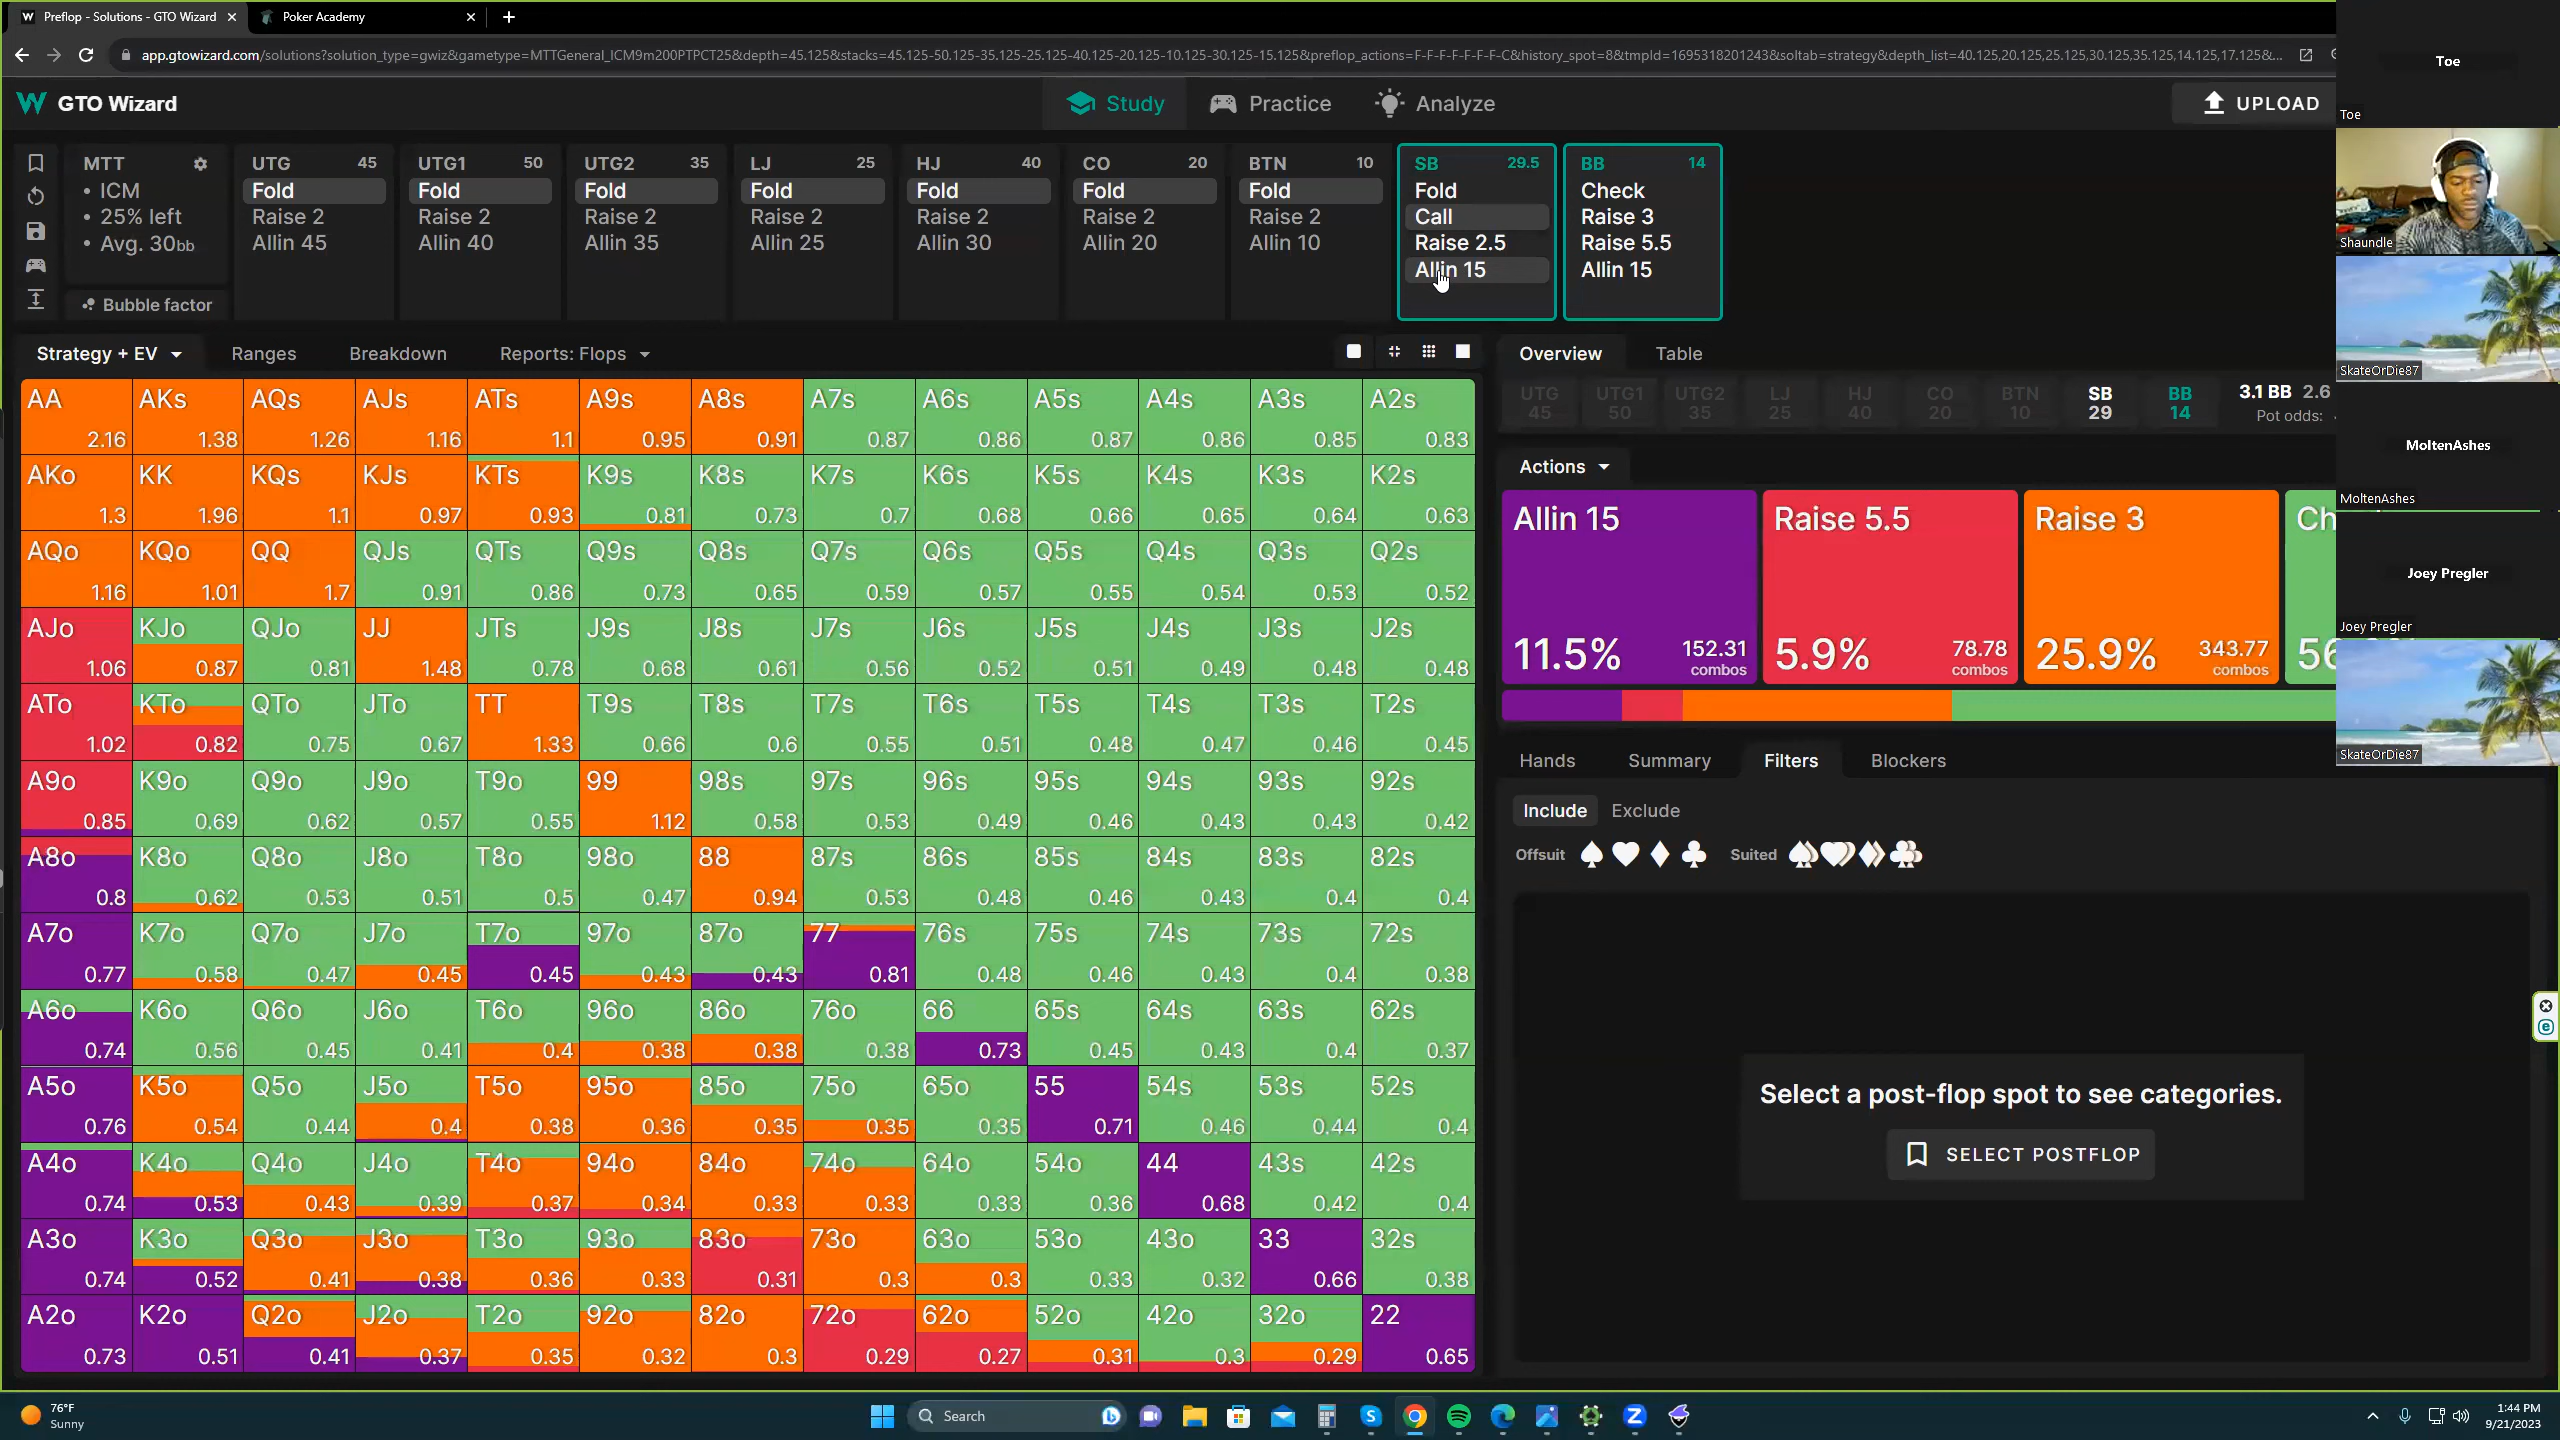 Preflop - Solutions - GTO Wizard
Poker Academy
app.gtowizard.com/solutions?solution_type=gwiz&gametype=MTTGeneral_ICM9m200PTPCT25&depth=45.125&stacks=45.125-50.125-35.125-25.125-40.125-20.125-10.125-30.125-15.125&preflop_actions=F-F-F-F-F-F-F-C&history_spot=8&tmpId=1695318201243&soltab=strategy&depth_list=40.125,20.125,25.125,30.125,35.125,14.125,17.125&...
GTO Wizard
Study
Practice
Analyze
UPLOAD
MTT
• ICM
• 25% left
• Avg. 30bb
Bubble factor
UTG 45
Fold
Raise 2
Allin 45
UTG1 50
Fold
Raise 2
Allin 40
UTG2 35
Fold
Raise 2
Allin 35
LJ 25
Fold
Raise 2
Allin 25
HJ 40
Fold
Raise 2
Allin 30
CO 20
Fold
Raise 2
Allin 20
BTN 10
Fold
Raise 2
Allin 10
SB 29.5
Fold
Call
Raise 2.5
Allin 15
BB 14
Check
Raise 3
Raise 5.5
Allin 15
Strategy + EV
Ranges
Breakdown
Reports: Flops
AA AKs AQs AJs ATs A9s A8s A7s A6s A5s A4s A3s A2s
2.16 1.38 1.26 1.16 1.1 0.95 0.91 0.87 0.86 0.87 0.86 0.85 0.83
AKo KK KQs KJs KTs K9s K8s K7s K6s K5s K4s K3s K2s
1.3 1.96 1.1 0.97 0.93 0.81 0.73 0.7 0.68 0.66 0.65 0.64 0.63
AQo KQo QQ QJs QTs Q9s Q8s Q7s Q6s Q5s Q4s Q3s Q2s
1.16 1.01 1.7 0.91 0.86 0.73 0.65 0.59 0.57 0.55 0.54 0.53 0.52
AJo KJo QJo JJ JTs J9s J8s J7s J6s J5s J4s J3s J2s
1.06 0.87 0.81 1.48 0.78 0.68 0.61 0.56 0.52 0.51 0.49 0.48 0.48
ATo KTo QTo JTo TT T9s T8s T7s T6s T5s T4s T3s T2s
1.02 0.82 0.75 0.67 1.33 0.66 0.6 0.55 0.51 0.48 0.47 0.46 0.45
A9o K9o Q9o J9o T9o 99 98s 97s 96s 95s 94s 93s 92s
0.85 0.69 0.62 0.57 0.55 1.12 0.58 0.53 0.49 0.46 0.43 0.43 0.42
A8o K8o Q8o J8o T8o 98o 88 87s 86s 85s 84s 83s 82s
0.8 0.62 0.53 0.51 0.5 0.47 0.94 0.53 0.48 0.46 0.43 0.4 0.4
A7o K7o Q7o J7o T7o 97o 87o 77 76s 75s 74s 73s 72s
0.77 0.58 0.47 0.45 0.45 0.43 0.43 0.81 0.48 0.46 0.43 0.4 0.38
A6o K6o Q6o J6o T6o 96o 86o 76o 66 65s 64s 63s 62s
0.74 0.56 0.45 0.41 0.4 0.38 0.38 0.38 0.73 0.45 0.43 0.4 0.37
A5o K5o Q5o J5o T5o 95o 85o 75o 65o 55 54s 53s 52s
0.76 0.54 0.44 0.4 0.38 0.36 0.35 0.35 0.35 0.71 0.46 0.44 0.4
A4o K4o Q4o J4o T4o 94o 84o 74o 64o 54o 44 43s 42s
0.74 0.53 0.43 0.39 0.37 0.34 0.33 0.33 0.33 0.36 0.68 0.42 0.4
A3o K3o Q3o J3o T3o 93o 83o 73o 63o 53o 43o 33 32s
0.74 0.52 0.41 0.38 0.36 0.33 0.31 0.3 0.3 0.33 0.32 0.66 0.38
A2o K2o Q2o J2o T2o 92o 82o 72o 62o 52o 42o 32o 22
0.73 0.51 0.41 0.37 0.35 0.32 0.3 0.29 0.27 0.31 0.3 0.29 0.65
Overview
Table
UTG UTG1 UTG2 LJ HJ CO BTN SB BB
45 50 35 25 40 20 10 29 14
3.1 BB 2.6
Pot odds:
Actions
Allin 15
11.5% 152.31 combos
Raise 5.5
5.9% 78.78 combos
Raise 3
25.9% 343.77 combos
Ch
56
Hands
Summary
Filters
Blockers
Include
Exclude
Offsuit
Suited
Select a post-flop spot to see categories.
SELECT POSTFLOP
Toe
Toe
Shaundle
SkateOrDie87
MoltenAshes
MoltenAshes
Joey Pregler
Joey Pregler
SkateOrDie87
76°F
Sunny
Search
1:44 PM
9/21/2023